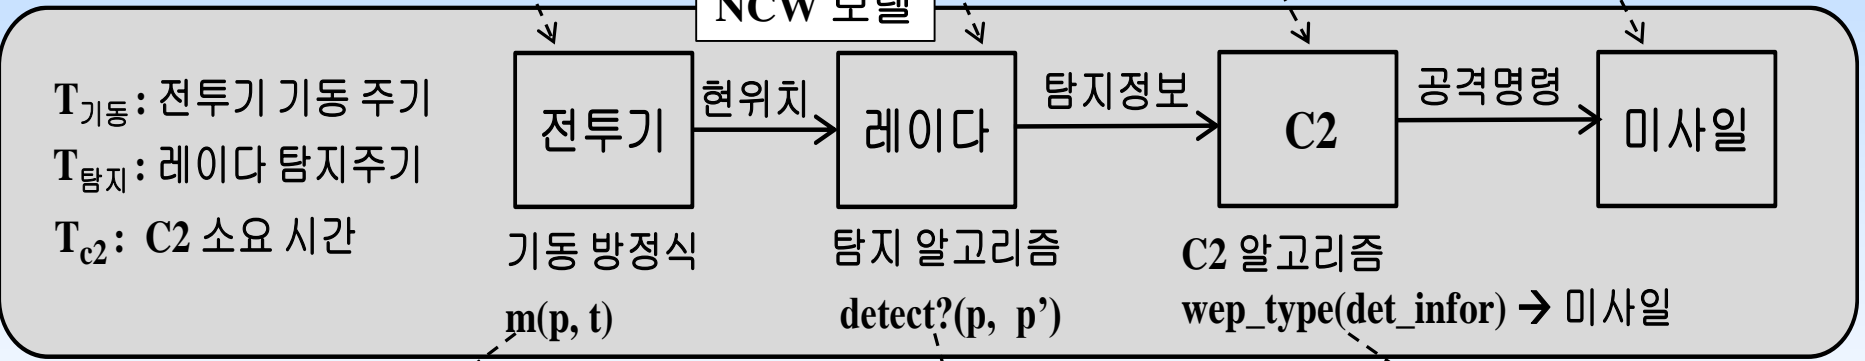 NCW 모델
T기동: 전투기 기동 주기
T탐지: 레이다 탐지주기
Tc2: C2 소요 시간
전투기
현위치
레이다
탐지정보
C2
공격명령
미사일
기동 방정식
m(p, t)
탐지 알고리즘
detect?(p, p’)
C2 알고리즘
wep_type(det_infor) → 미사일